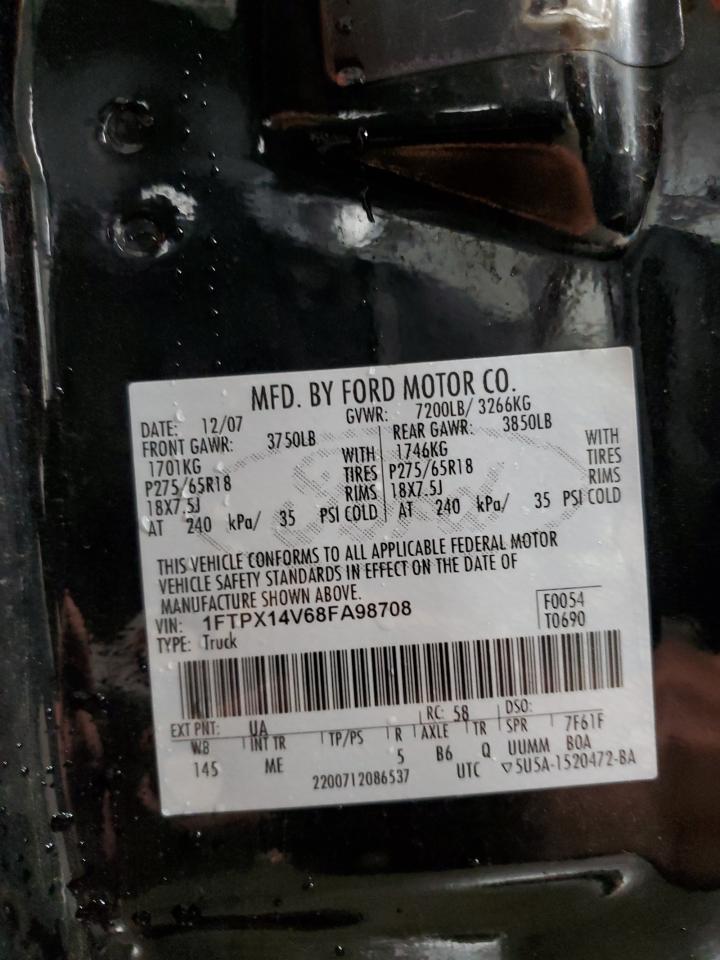 MFD. BY FORD MOTOR CO.
DATE: 12/07 GVWR: 7200LB/ 3266KG
FRONT GAWR: 3750LB REAR GAWR: 3850LB
1701KG WITH 1746KG WITH
P275/65R18 TIRES P275/65R18 TIRES
18X7.5J RIMS 18X7.5J RIMS
AT 240 kPa/ 35 PSI COLD AT 240 kPa/ 35 PSI COLD
THIS VEHICLE CONFORMS TO ALL APPLICABLE FEDERAL MOTOR
VEHICLE SAFETY STANDARDS IN EFFECT ON THE DATE OF
MANUFACTURE SHOWN ABOVE.
VIN: 1FTPX14V68FA98708 F0054
TYPE: Truck T0690
EXT PNT: UA RC: 58 DSO:
WB INT TR TP/PS R AXLE TR SPR 7F61F
145 ME 5 B6 Q UUMM BOA
2200712086537 UTC ▽5U5A-1520472-BA